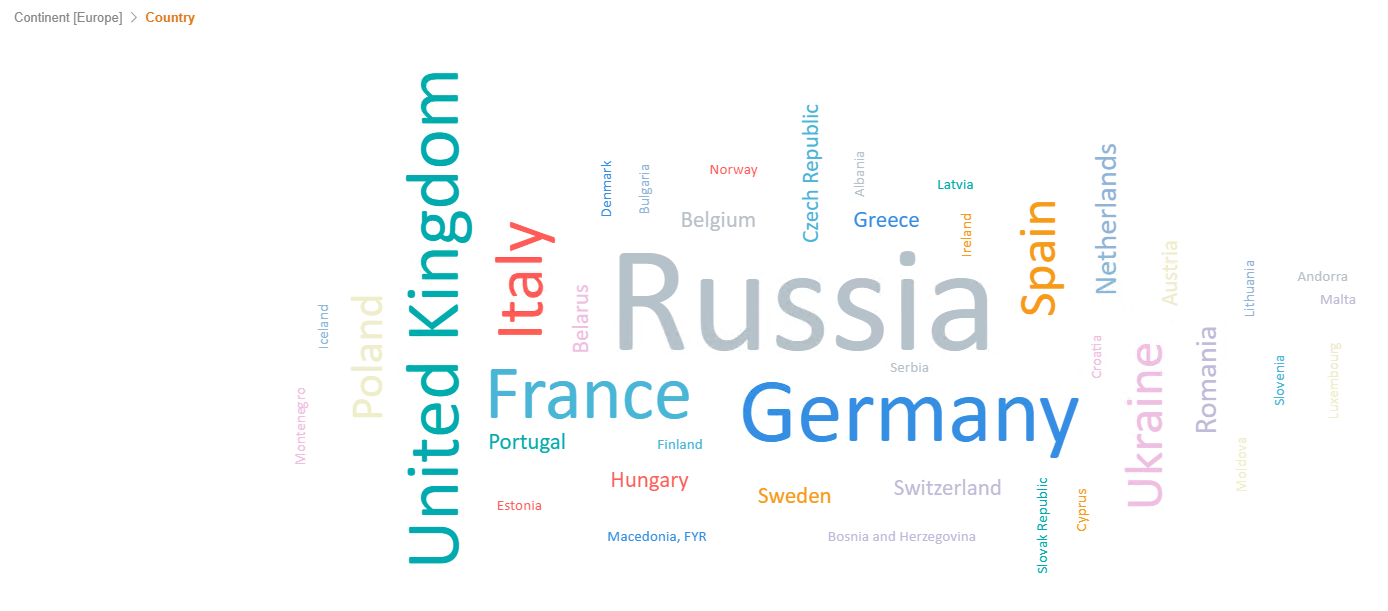 Continent [Europe] > Country
United Kingdom
Denmark
Bulgaria
Norway
Czech Republic
Albania
Latvia
Netherlands
Belgium
Greece
Ireland
Spain
Italy
Russia
Austria
Lithuania
Andorra
Malta
Belarus
Iceland
Poland
Serbia
Croatia
Romania
Ukraine
Slovenia
Luxembourg
France
Germany
Montenegro
Portugal
Finland
Moldova
Hungary
Sweden
Switzerland
Slovak Republic
Cyprus
Estonia
Macedonia, FYR
Bosnia and Herzegovina